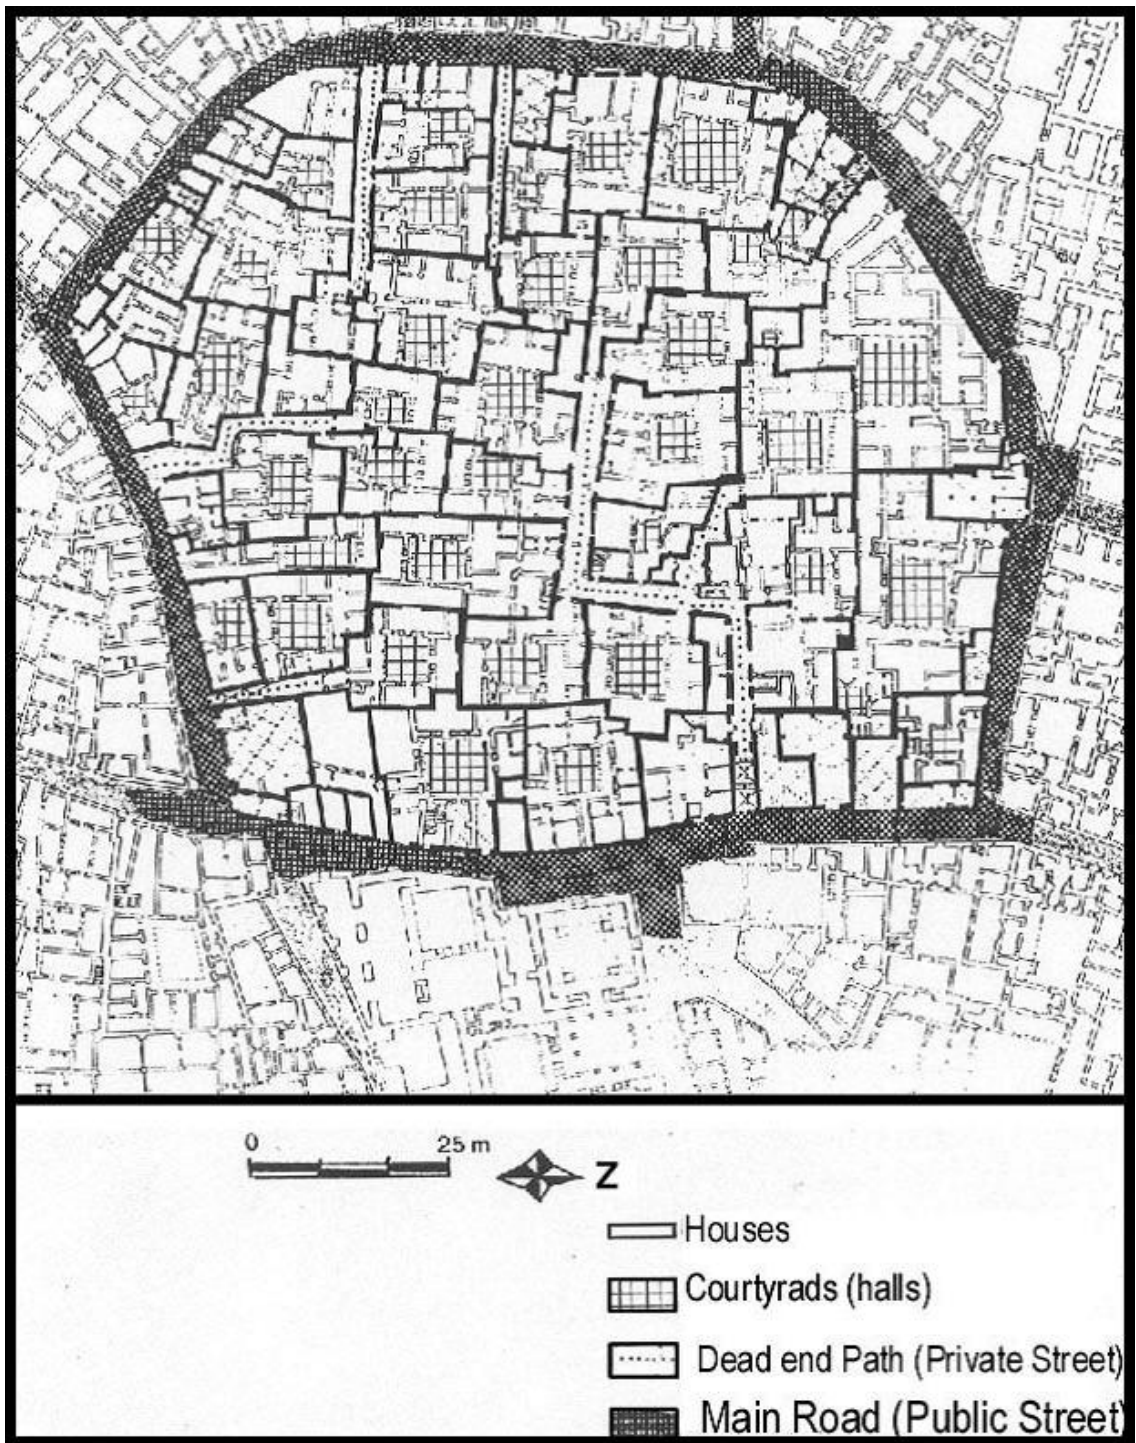 0 25 m
Z
Houses
Courtyrads (halls)
Dead end Path (Private Street)
Main Road (Public Street)